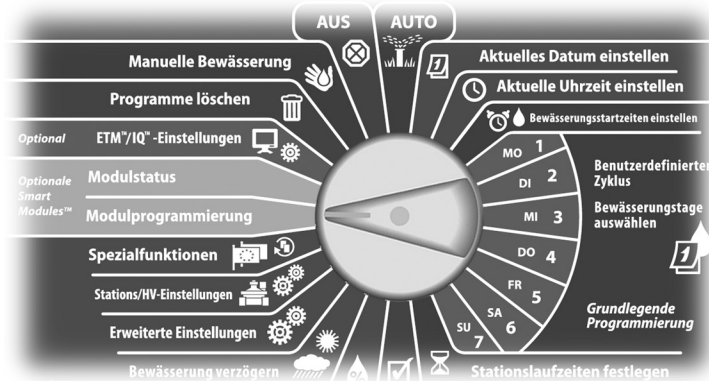 AUS
AUTO
Manuelle Bewässerung
Programme löschen
Optional
ETM™/IQ™ -Einstellungen
Optionale
Smart
Modules™
Modulstatus
Modulprogrammierung
Spezialfunktionen
Stations/HV-Einstellungen
Erweiterte Einstellungen
Bewässerung verzögern
%
Aktuelles Datum einstellen
1
Aktuelle Uhrzeit einstellen
Bewässerungsstartzeiten einstellen
MO 1
DI 2
MI 3
DO 4
FR 5
SA 6
SU 7
Benutzerdefinierter
Zyklus
Bewässerungstage
auswählen
1
Grundlegende
Programmierung
Stationslaufzeiten festlegen